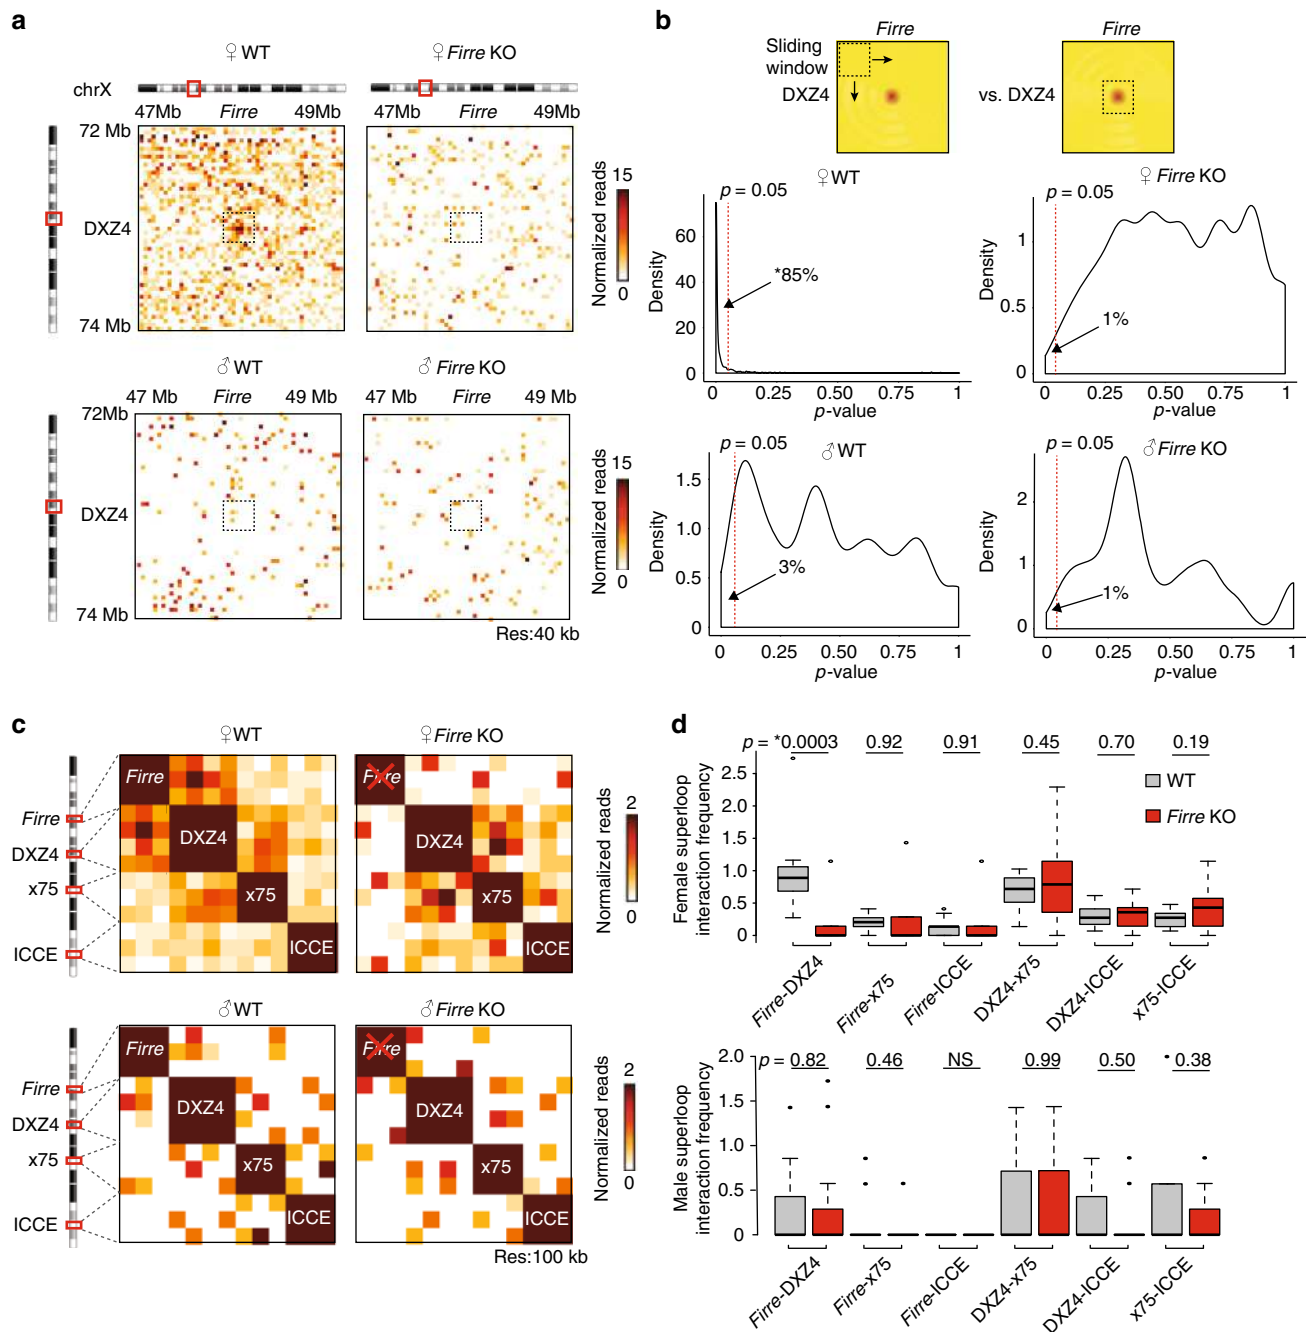 a
♀ WT
♀ Firre KO
chrX
47Mb Firre 49Mb
47Mb Firre 49Mb
72 Mb
DXZ4
74 Mb
15
Normalized reads
0
♂ WT
♂ Firre KO
47 Mb Firre 49 Mb
47 Mb Firre 49 Mb
72Mb
DXZ4
74 Mb
15
Normalized reads
0
Res:40 kb
b
Firre
Firre
Sliding
window
DXZ4
vs. DXZ4
♀WT
p = 0.05
60
40
20
0
Density
*85%
0 0.25 0.50 0.75 1
p-value
♀ Firre KO
p = 0.05
1
0.5
0
Density
1%
0 0.25 0.50 0.75 1
p-value
♂WT
p = 0.05
1.5
1.0
0.5
0
Density
3%
0 0.25 0.50 0.75 1
p-value
♂Firre KO
p = 0.05
2
1
0
Density
1%
0 0.25 0.50 0.75 1
p-value
c
♀WT
♀Firre KO
Firre
DXZ4
x75
ICCE
Firre
DXZ4
x75
ICCE
Firre
DXZ4
x75
ICCE
2
Normalized reads
0
♂WT
♂Firre KO
Firre
DXZ4
x75
ICCE
Firre
DXZ4
x75
ICCE
Firre
DXZ4
x75
ICCE
2
Normalized reads
0
Res:100 kb
d
p = *0.0003 0.92 0.91 0.45 0.70 0.19
2.5
2.0
1.5
1.0
0.5
0
Female superloop
interaction frequency
WT
Firre KO
Firre-DXZ4
Firre-x75
Firre-ICCE
DXZ4-x75
DXZ4-ICCE
x75-ICCE
p = 0.82 0.46 NS 0.99 0.50 0.38
2.0
1.5
1.0
0.5
0
Male superloop
interaction frequency
Firre-DXZ4
Firre-x75
Firre-ICCE
DXZ4-x75
DXZ4-ICCE
x75-ICCE